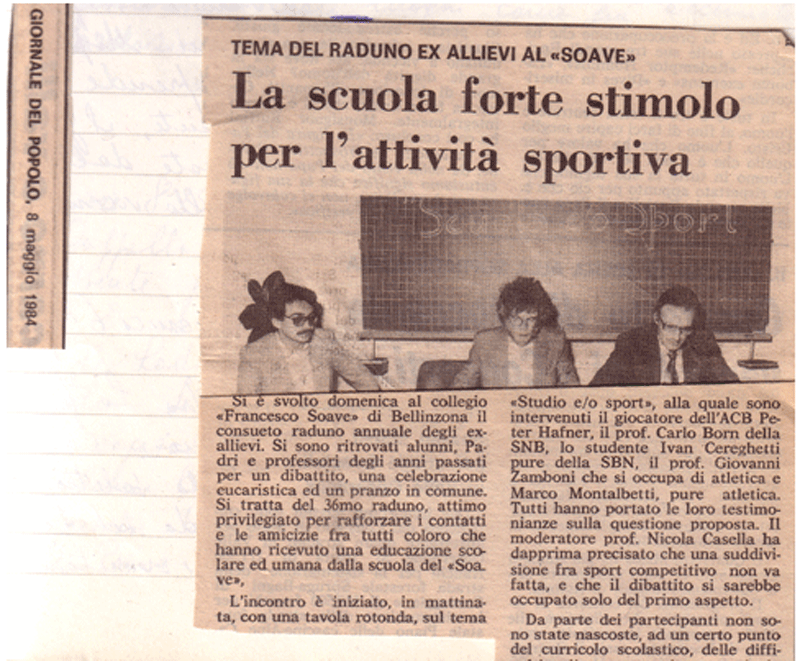 GIORNALE DEL POPOLO, 8 maggio 1984
TEMA DEL RADUNO EX ALLIEVI AL «SOAVE»
La scuola forte stimolo
per l'attività sportiva
"Scuola e/o Sport
Si è svolto domenica al collegio
«Francesco Soave» di Bellinzona il
consueto raduno annuale degli ex-
allievi. Si sono ritrovati alunni, Pa-
dri e professori degli anni passati
per un dibattito, una celebrazione
eucaristica ed un pranzo in comune.
Si tratta del 36mo raduno, attimo
privilegiato per rafforzare i contatti
e le amicizie fra tutti coloro che
hanno ricevuto una educazione sco-
lare ed umana dalla scuola del «Soa-
ve»,
L'incontro è iniziato, in mattina-
ta, con una tavola rotonda, sul tema
«Studio e/o sport», alla quale sono
intervenuti il giocatore dell'ACB Pe-
ter Hafner, il prof. Carlo Born della
SNB, lo studente Ivan Cereghetti
pure della SBN, il prof. Giovanni
Zamboni che si occupa di atletica e
Marco Montalbetti, pure atletica.
Tutti hanno portato le loro testimo-
nianze sulla questione proposta. Il
moderatore prof. Nicola Casella ha
dapprima precisato che una suddivi-
sione fra sport competitivo non va
fatta, e che il dibattito si sarebbe
occupato solo del primo aspetto.
Da parte dei partecipanti non so-
no state nascoste, ad un certo punto
del curricolo scolastico, delle diffi-